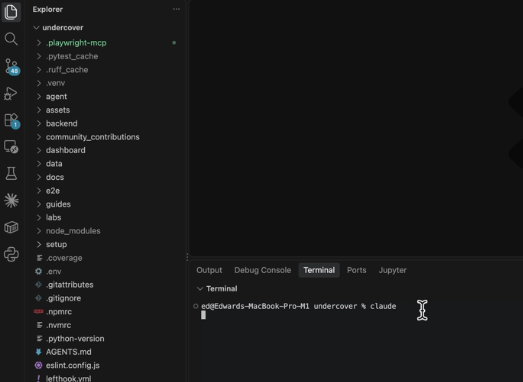 Explorer
undercover
.playwright-mcp
.pytest_cache
.ruff_cache
.venv
agent
assets
backend
community_contributions
dashboard
data
docs
e2e
guides
labs
node_modules
setup
.coverage
.env
.gitattributes
.gitignore
.npmrc
.nvmrc
.python-version
AGENTS.md
eslint.config.js
lefthook.yml
48
1
Output Debug Console Terminal Ports Jupyter
Terminal
ed@Edwards-MacBook-Pro-M1 undercover % claude